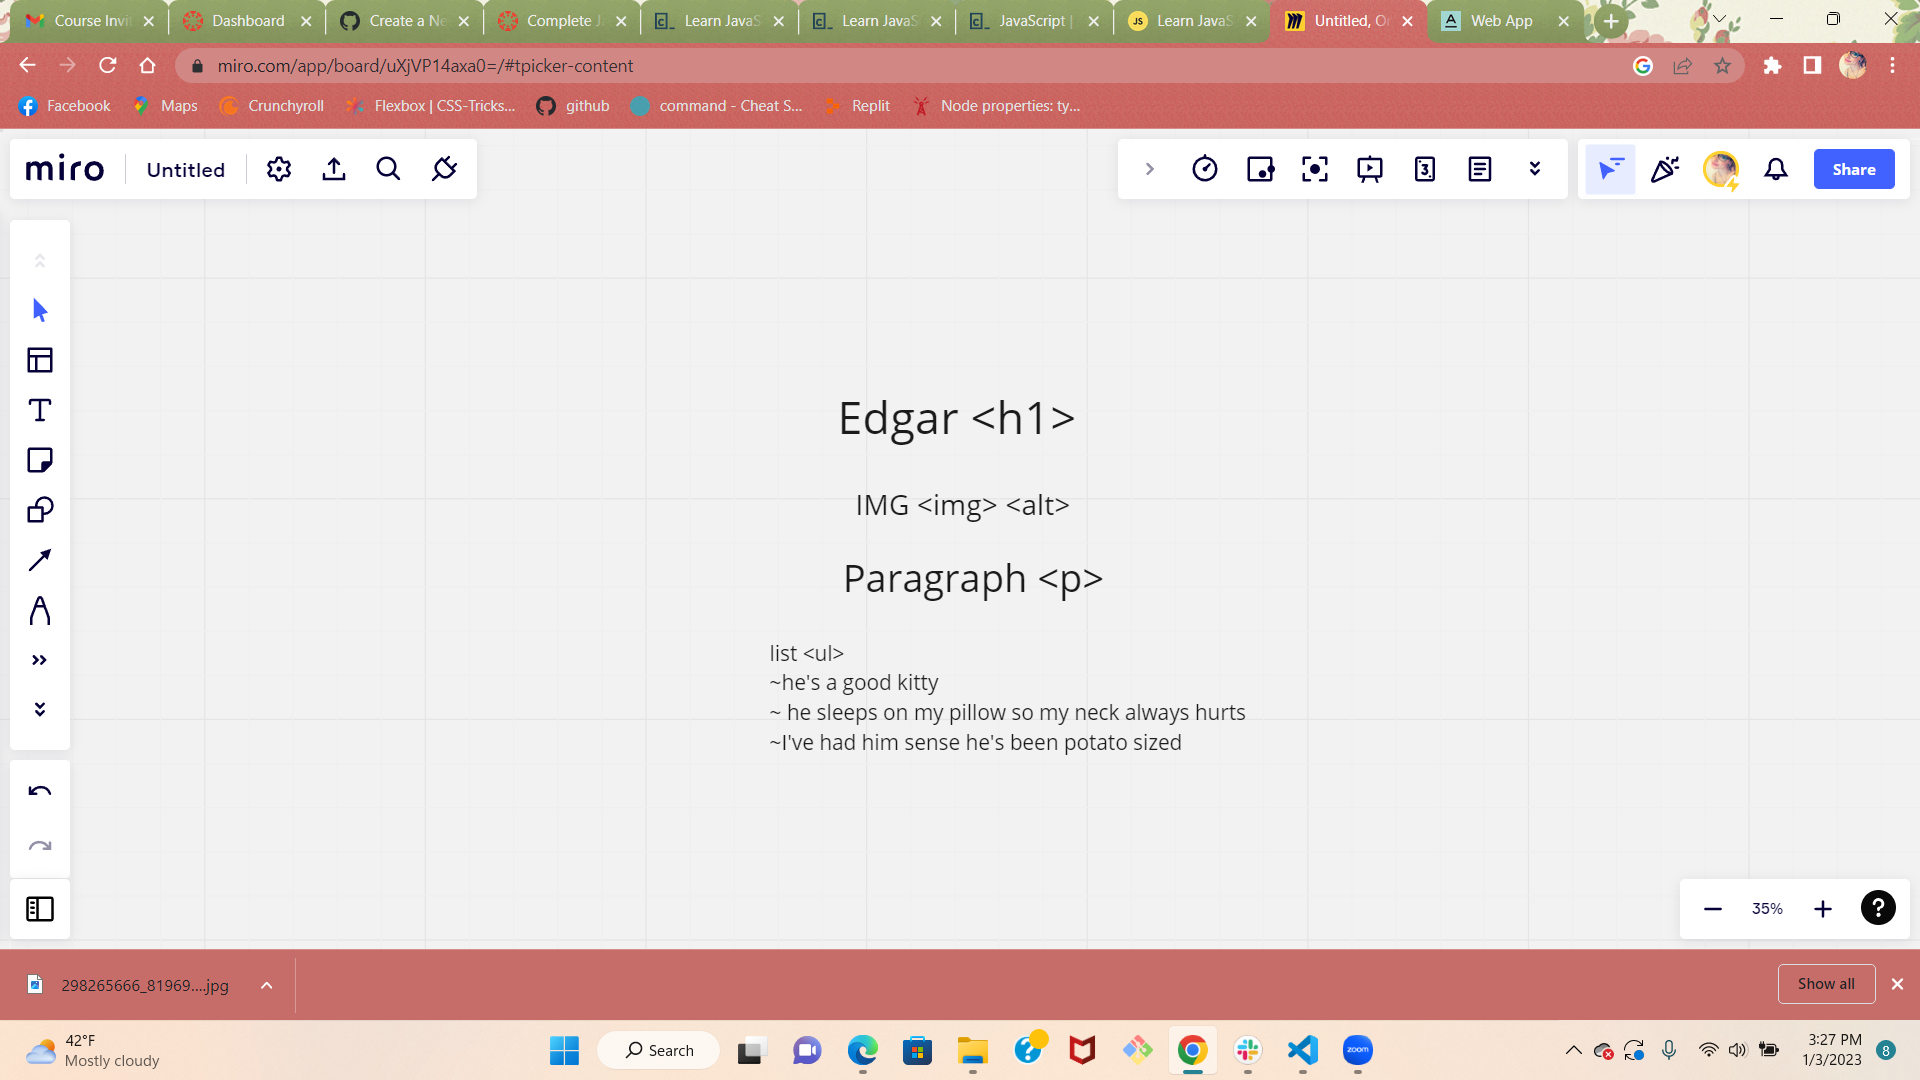 Course Invit
Dashboard
Create a Ne
Complete Ja
Learn JavaS
Learn JavaS
JavaScript |
Learn JavaS
Untitled, O
Web App
miro.com/app/board/uXjVP14axa0=/#tpicker-content
Facebook
Maps
Crunchyroll
Flexbox | CSS-Tricks...
github
command - Cheat S...
Replit
Node properties: ty...
miro
Untitled
3
Share
Edgar <h1>
IMG <img> <alt>
Paragraph <p>
list <ul>
~he's a good kitty
~ he sleeps on my pillow so my neck always hurts
~I've had him sense he's been potato sized
35%
?
298265666_81969....jpg
Show all
42°F
Mostly cloudy
Search
zoom
3:27 PM
1/3/2023
8